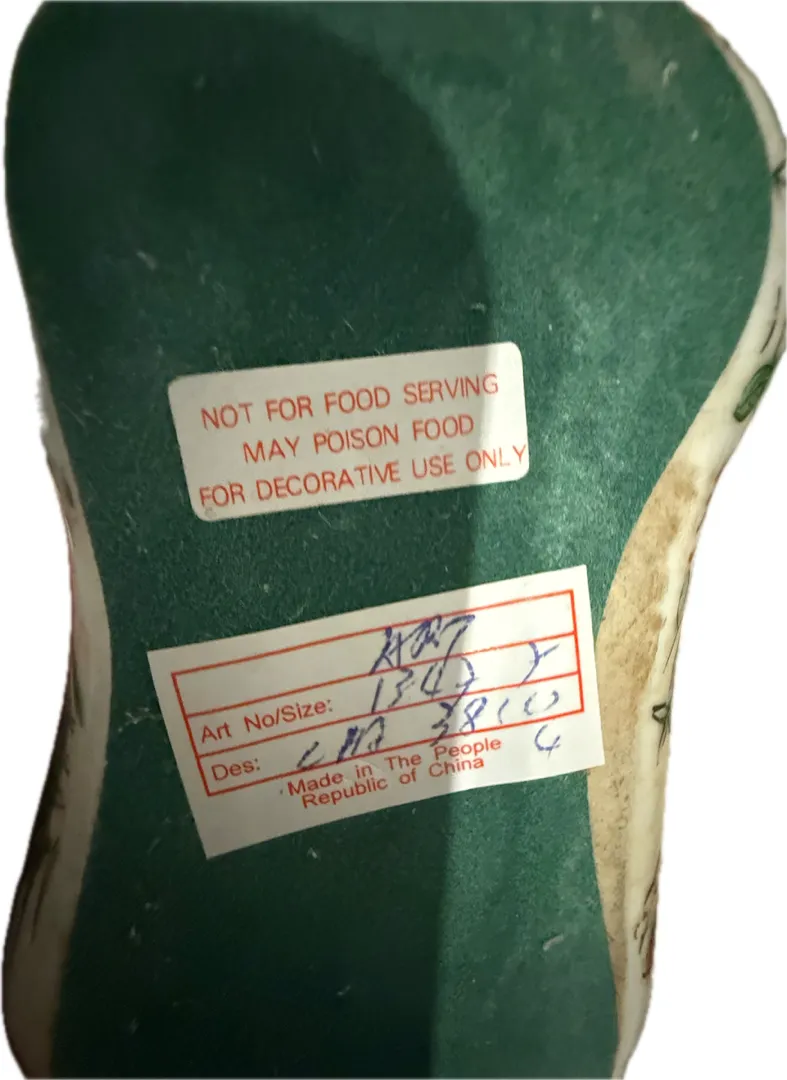 NOT FOR FOOD SERVING
MAY POISON FOOD
FOR DECORATIVE USE ONLY
Art No/Size: 
Des: 
Made in The People
Republic of China